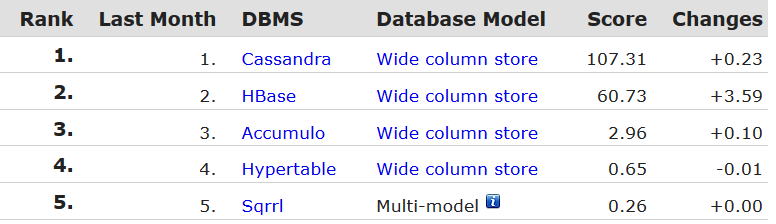 Rank Last Month DBMS Database Model Score Changes
1. 1. Cassandra Wide column store 107.31 +0.23
2. 2. HBase Wide column store 60.73 +3.59
3. 3. Accumulo Wide column store 2.96 +0.10
4. 4. Hypertable Wide column store 0.65 -0.01
5. 5. Sqrrl Multi-model i 0.26 +0.00